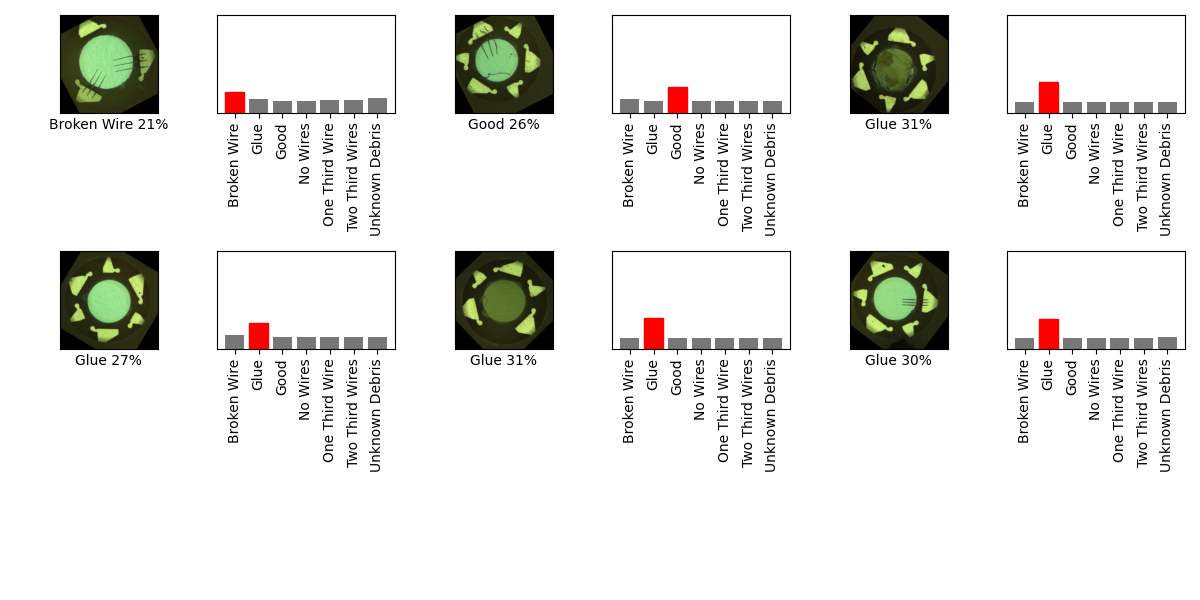 Broken Wire 21%
Broken Wire
Glue
Good
No Wires
One Third Wire
Two Third Wires
Unknown Debris
Good 26%
Broken Wire
Glue
Good
No Wires
One Third Wire
Two Third Wires
Unknown Debris
Glue 31%
Broken Wire
Glue
Good
No Wires
One Third Wire
Two Third Wires
Unknown Debris
Glue 27%
Broken Wire
Glue
Good
No Wires
One Third Wire
Two Third Wires
Unknown Debris
Glue 31%
Broken Wire
Glue
Good
No Wires
One Third Wire
Two Third Wires
Unknown Debris
Glue 30%
Broken Wire
Glue
Good
No Wires
One Third Wire
Two Third Wires
Unknown Debris